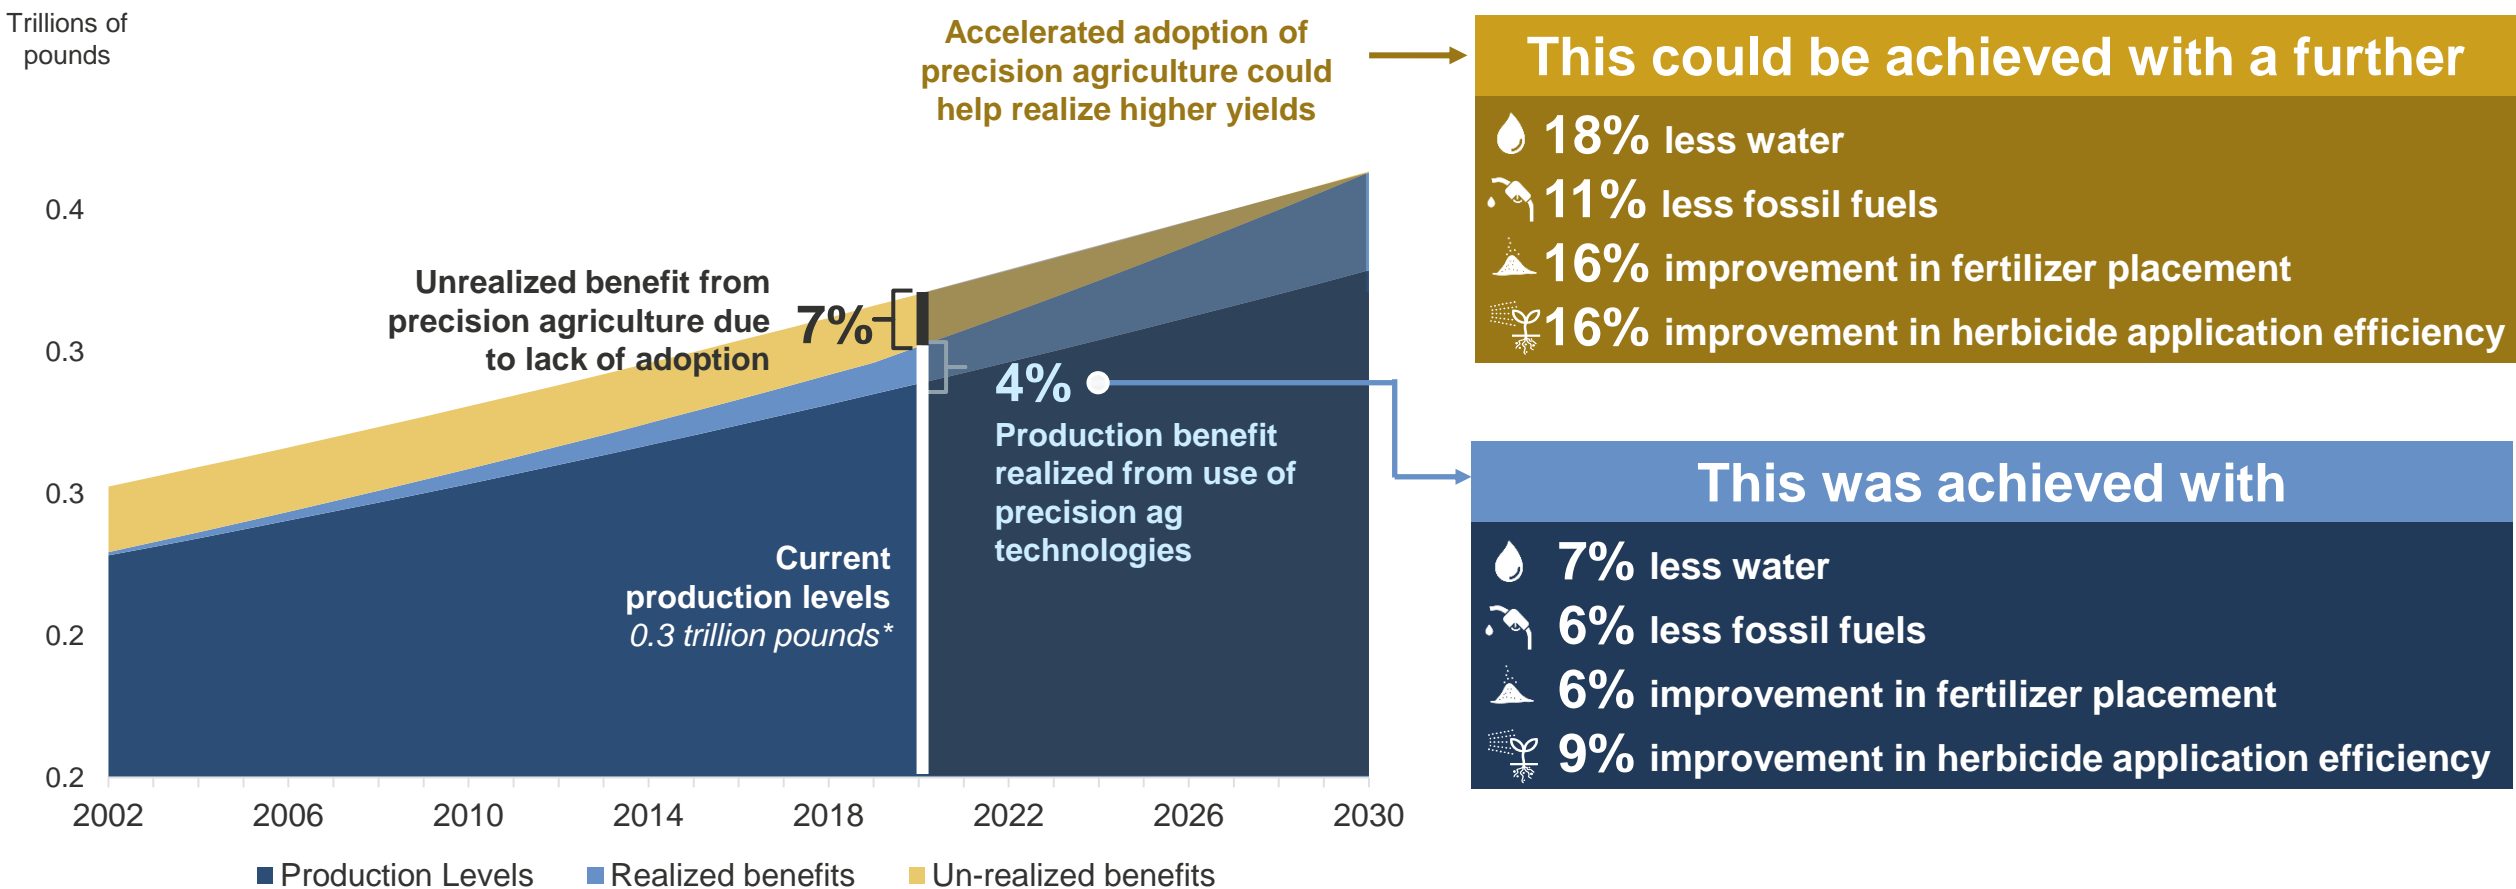 Trillions of
pounds
Accelerated adoption of
precision agriculture could
help realize higher yields
This could be achieved with a further
18% less water
11% less fossil fuels
16% improvement in fertilizer placement
16% improvement in herbicide application efficiency
0.4
0.3
0.3
0.2
0.2
Unrealized benefit from
precision agriculture due
to lack of adoption
7%
4%
Production benefit
realized from use of
precision ag
technologies
Current
production levels
0.3 trillion pounds*
This was achieved with
7% less water
6% less fossil fuels
6% improvement in fertilizer placement
9% improvement in herbicide application efficiency
2002 2006 2010 2014 2018 2022 2026 2030
Production Levels Realized benefits Un-realized benefits